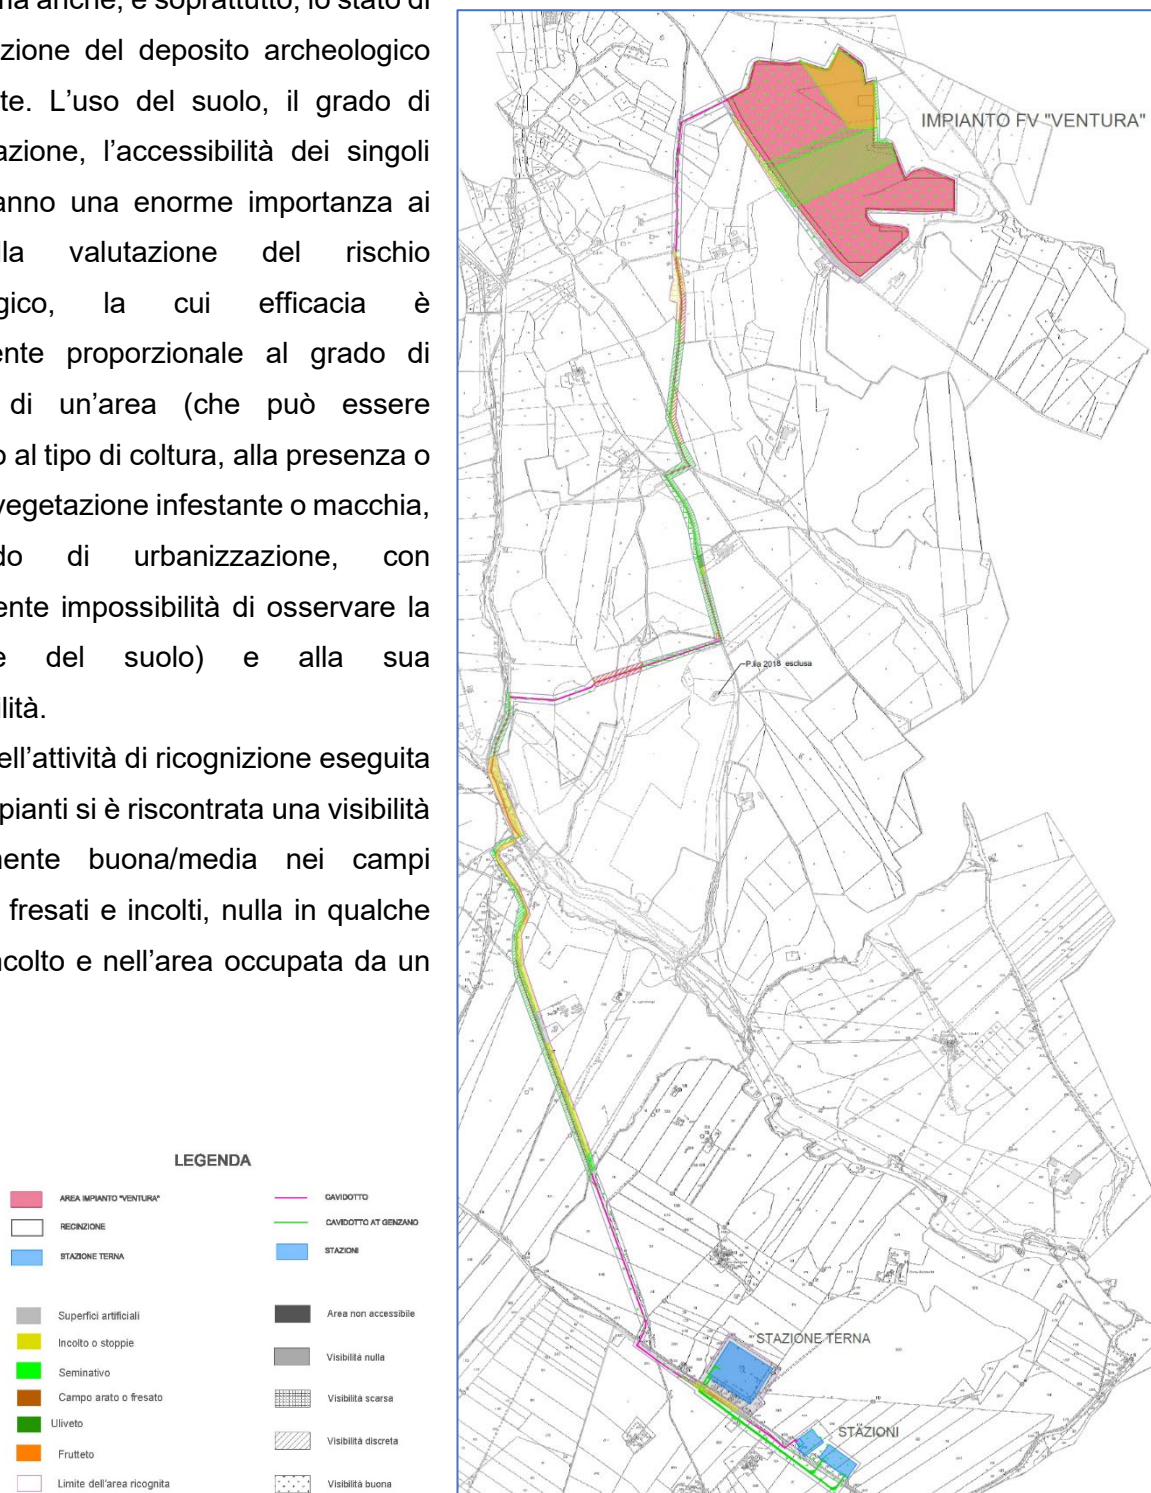 ma anche, e soprattutto, lo stato di
zione del deposito archeologico
te. L'uso del suolo, il grado di
azione, l'accessibilità dei singoli
anno una enorme importanza ai
lla valutazione del rischio
gico, la cui efficacia è
ente proporzionale al grado di
di un'area (che può essere
o al tipo di coltura, alla presenza o
vegetazione infestante o macchia,
do di urbanizzazione, con
ente impossibilità di osservare la
e del suolo) e alla sua
ilità.
ell'attività di ricognizione eseguita
pianti si è riscontrata una visibilità
mente buona/media nei campi
fresati e incolti, nulla in qualche
ncolto e nell'area occupata da un
IMPIANTO FV "VENTURA"
P.lla 2018 esclusa
STAZIONE TERNA
STAZIONI
LEGENDA
AREA IMPIANTO "VENTURA"
RECINZIONE
STAZIONE TERNA
CAVIDOTTO
CAVIDOTTO AT GENZANO
STAZIONI
Superfici artificiali
Incolto o stoppie
Seminativo
Campo arato o fresato
Uliveto
Frutteto
Limite dell'area ricognita
Area non accessibile
Visibilità nulla
Visibilità scarsa
Visibilità discreta
Visibilità buona